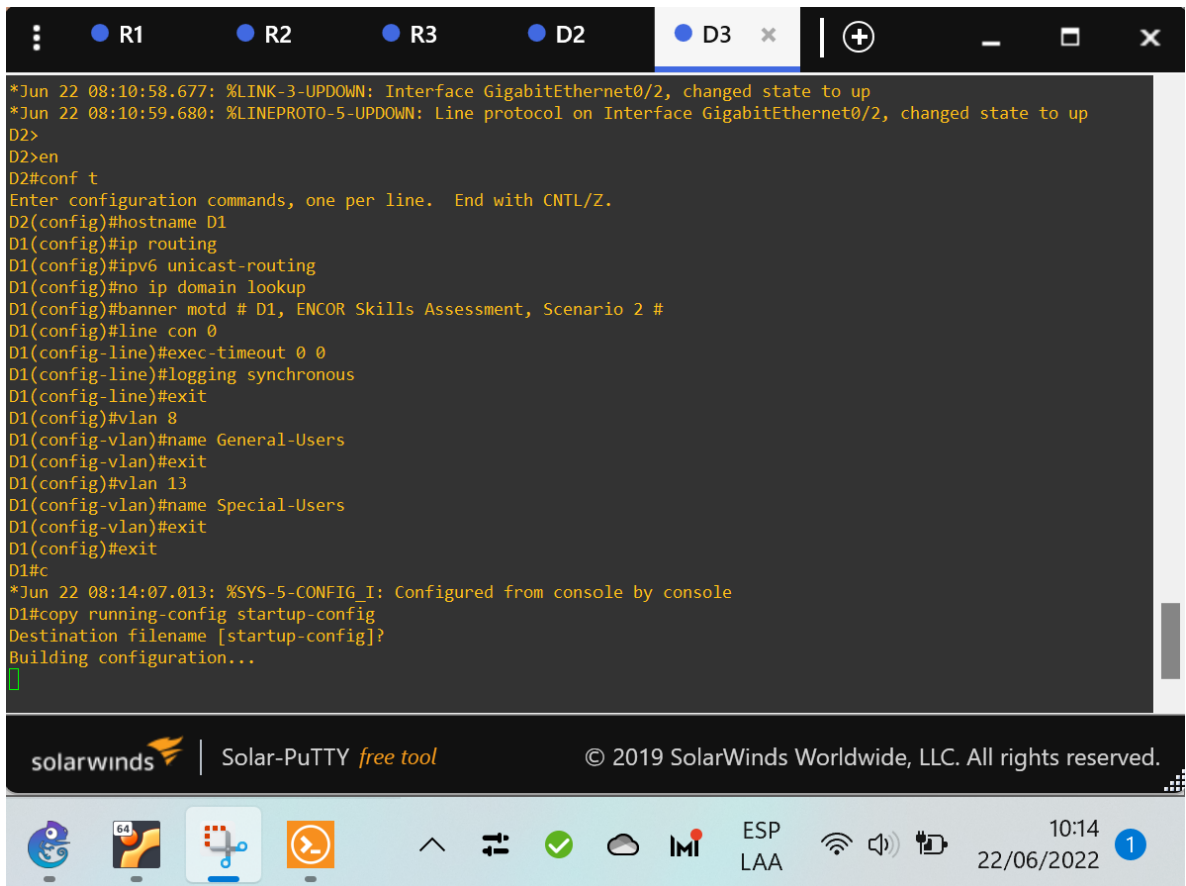 R1 R2 R3 D2 D3
*Jun 22 08:10:58.677: %LINK-3-UPDOWN: Interface GigabitEthernet0/2, changed state to up
*Jun 22 08:10:59.680: %LINEPROTO-5-UPDOWN: Line protocol on Interface GigabitEthernet0/2, changed state to up
D2>
D2>en
D2#conf t
Enter configuration commands, one per line.  End with CNTL/Z.
D2(config)#hostname D1
D1(config)#ip routing
D1(config)#ipv6 unicast-routing
D1(config)#no ip domain lookup
D1(config)#banner motd # D1, ENCOR Skills Assessment, Scenario 2 #
D1(config)#line con 0
D1(config-line)#exec-timeout 0 0
D1(config-line)#logging synchronous
D1(config-line)#exit
D1(config)#vlan 8
D1(config-vlan)#name General-Users
D1(config-vlan)#exit
D1(config)#vlan 13
D1(config-vlan)#name Special-Users
D1(config-vlan)#exit
D1(config)#exit
D1#c
*Jun 22 08:14:07.013: %SYS-5-CONFIG_I: Configured from console by console
D1#copy running-config startup-config
Destination filename [startup-config]?
Building configuration...
solarwinds | Solar-PuTTY free tool © 2019 SolarWinds Worldwide, LLC. All rights reserved.
64
ESP
LAA
10:14
22/06/2022
1